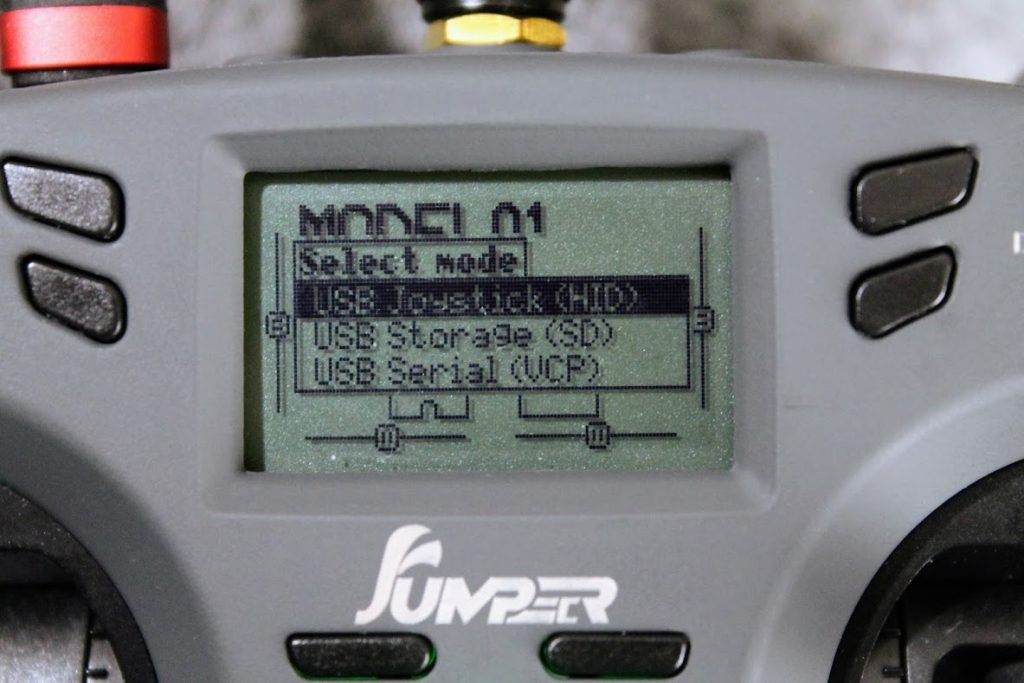 MODEL01
Select mode
USB Joystick (HID)
USB Storage (SD)
USB Serial (VCP)
JUMPER